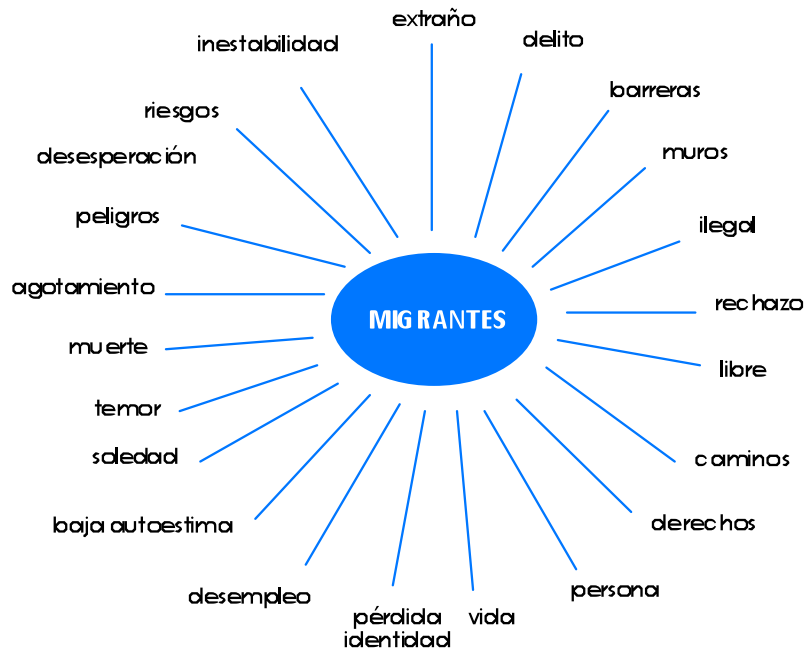 extraño
inestabilidad
delito
barreras
riesgos
desesperación
muros
peligros
ilegal
agotamiento
rechazo
MIGRANTES
muerte
libre
temor
soledad
caminos
baja autoestima
derechos
desempleo
persona
pérdida
identidad
vida